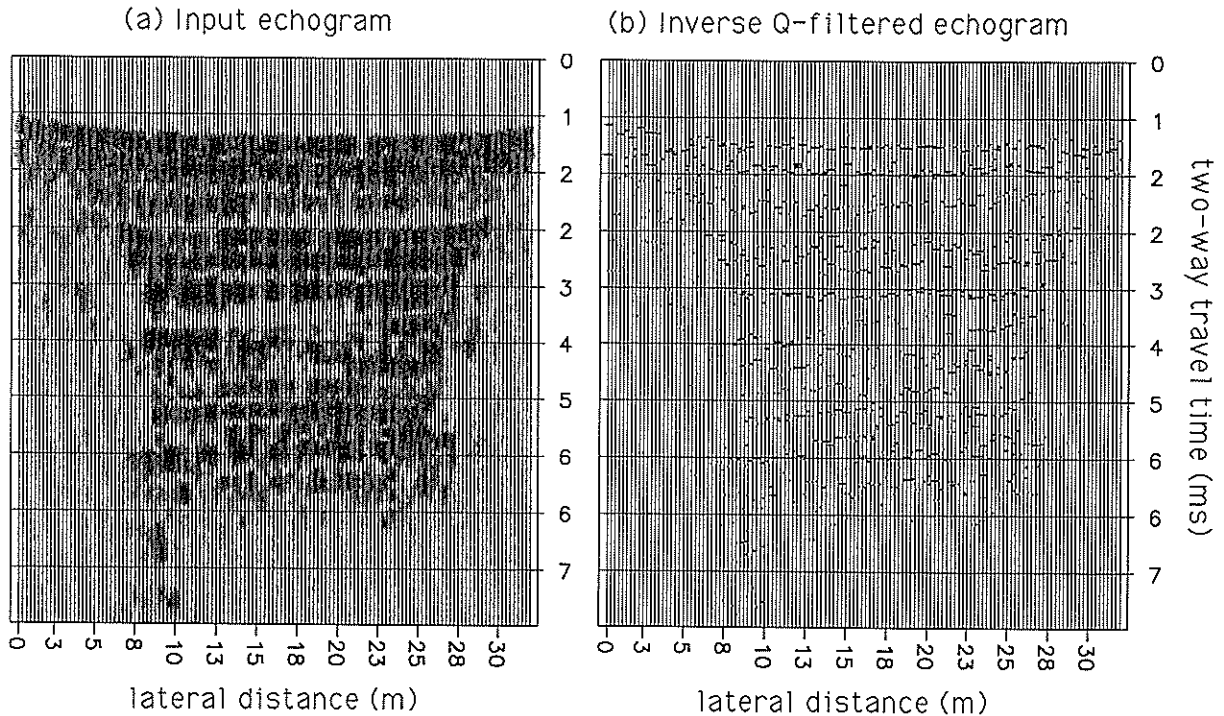 (a) Input echogram
(b) Inverse Q-filtered echogram
0
1
2
2
3
4
5
6
6
7
0
1
2
2
3
4
5
6
6
7
two-way travel time (ms)
0 3 5 8 10 13 15 18 20 23 25 28 30
0 3 5 8 10 13 15 18 20 23 25 28 30
lateral distance (m)
lateral distance (m)